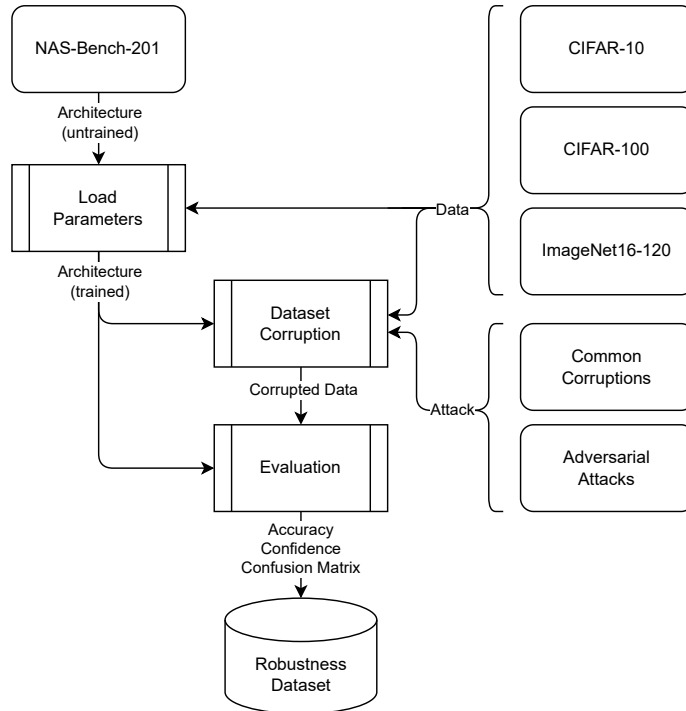 NAS-Bench-201
CIFAR-10
Architecture
(untrained)
CIFAR-100
Load
Parameters
Data
ImageNet16-120
Architecture
(trained)
Dataset
Corruption
Common
Corruptions
Corrupted Data
Attack
Evaluation
Adversarial
Attacks
Accuracy
Confidence
Confusion Matrix
Robustness
Dataset